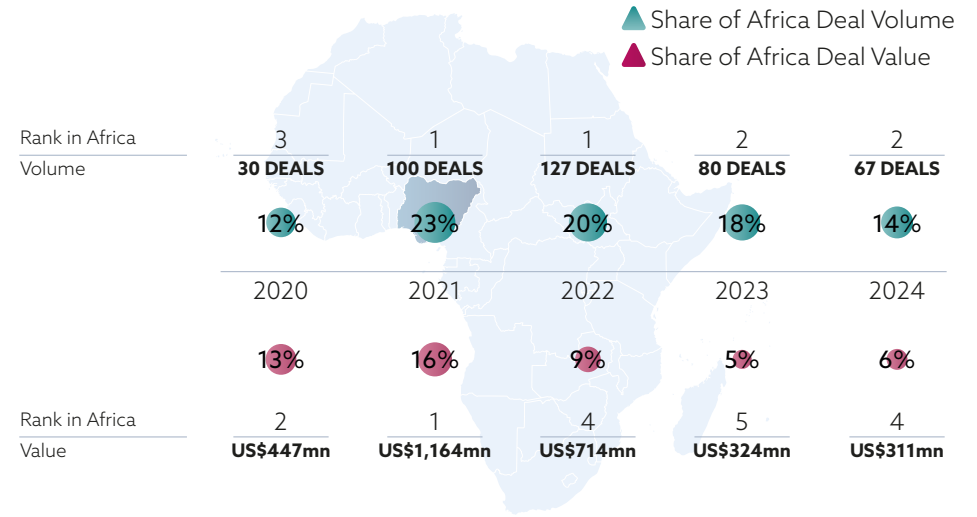 Share of Africa Deal Volume
Share of Africa Deal Value
Rank in Africa 3 1 1 2 2
Volume 30 DEALS 100 DEALS 127 DEALS 80 DEALS 67 DEALS
12% 23% 20% 18% 14%
2020 2021 2022 2023 2024
13% 16% 9% 5% 6%
Rank in Africa 2 1 4 5 4
Value US$447mn US$1,164mn US$714mn US$324mn US$311mn